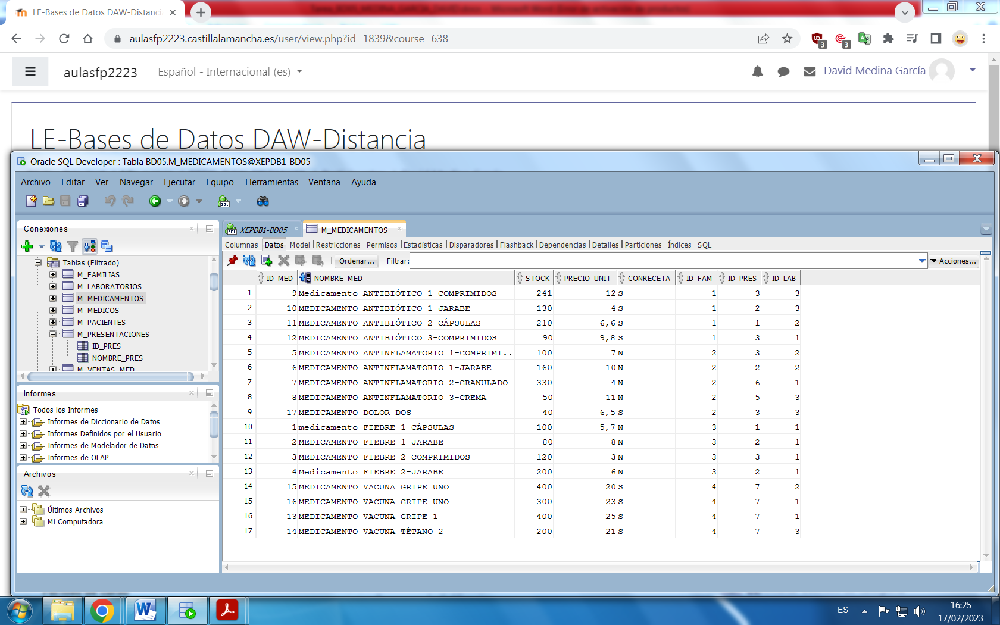 LE-Bases de Datos DAW-Distanci
aulasfp2223.castillalamancha.es/user/view.php?id=1839&course=638
3
3
aulasfp2223 Español - Internacional (es) David Medina García
LE-Bases de Datos DAW-Distancia
Oracle SQL Developer : Tabla BD05.M_MEDICAMENTOS@XEPDB1-BD05
Archivo Editar Ver Navegar Ejecutar Equipo Herramientas Ventana Ayuda
Conexiones
Tablas (Filtrado)
M_FAMILIAS
M_LABORATORIOS
M_MEDICAMENTOS
M_MEDICOS
M_PACIENTES
M_PRESENTACIONES
ID_PRES
NOMBRE_PRES
M_VENTAS_MED
Informes
Todos los Informes
Informes de Diccionario de Datos
Informes Definidos por el Usuario
Informes de Modelador de Datos
Informes de OLAP
Archivos
Últimos Archivos
Mi Computadora
XEPDB1-BD05 M_MEDICAMENTOS
Columnas Datos Model Restricciones Permisos Estadísticas Disparadores Flashback Dependencias Detalles Particiones Índices SQL
Ordenar... Filtrar: Acciones...
ID_MED NOMBRE_MED STOCK PRECIO_UNIT CONRECETA ID_FAM ID_PRES ID_LAB
1 9 Medicamento ANTIBIÓTICO 1-COMPRIMIDOS 241 12 S 1 3 3
2 10 MEDICAMENTO ANTIBIÓTICO 1-JARABE 130 4 S 1 2 3
3 11 MEDICAMENTO ANTIBIÓTICO 2-CÁPSULAS 210 6,6 S 1 1 2
4 12 MEDICAMENTO ANTIBIÓTICO 3-COMPRIMIDOS 90 9,8 S 1 3 1
5 5 MEDICAMENTO ANTINFLAMATORIO 1-COMPRIMI.. 100 7 N 2 3 2
6 6 MEDICAMENTO ANTINFLAMATORIO 1-JARABE 160 10 N 2 2 2
7 7 MEDICAMENTO ANTINFLAMATORIO 2-GRANULADO 330 4 N 2 6 1
8 8 MEDICAMENTO ANTINFLAMATORIO 3-CREMA 50 11 N 2 5 3
9 17 MEDICAMENTO DOLOR DOS 40 6,5 S 2 3 3
10 1 medicamento FIEBRE 1-CÁPSULAS 100 5,7 N 3 1 1
11 2 MEDICAMENTO FIEBRE 1-JARABE 80 8 N 3 2 1
12 3 MEDICAMENTO FIEBRE 2-COMPRIMIDOS 120 3 N 3 3 1
13 4 Medicamento FIEBRE 2-JARABE 200 6 N 3 2 1
14 15 MEDICAMENTO VACUNA GRIPE UNO 400 20 S 4 7 2
15 16 MEDICAMENTO VACUNA GRIPE UNO 300 23 S 4 7 1
16 13 MEDICAMENTO VACUNA GRIPE 1 400 25 S 4 7 1
17 14 MEDICAMENTO VACUNA TÉTANO 2 200 21 S 4 7 3
ES
16:25
17/02/2023